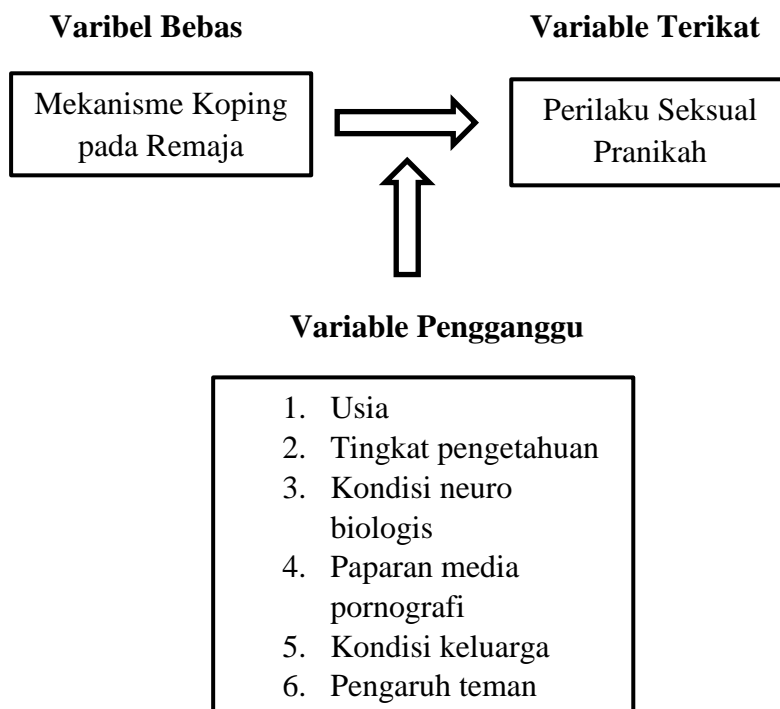 Varibel Bebas
Variable Terikat
Mekanisme Koping
pada Remaja
Perilaku Seksual
Pranikah
Variable Pengganggu
1. Usia
2. Tingkat pengetahuan
3. Kondisi neuro
biologis
4. Paparan media
pornografi
5. Kondisi keluarga
6. Pengaruh teman